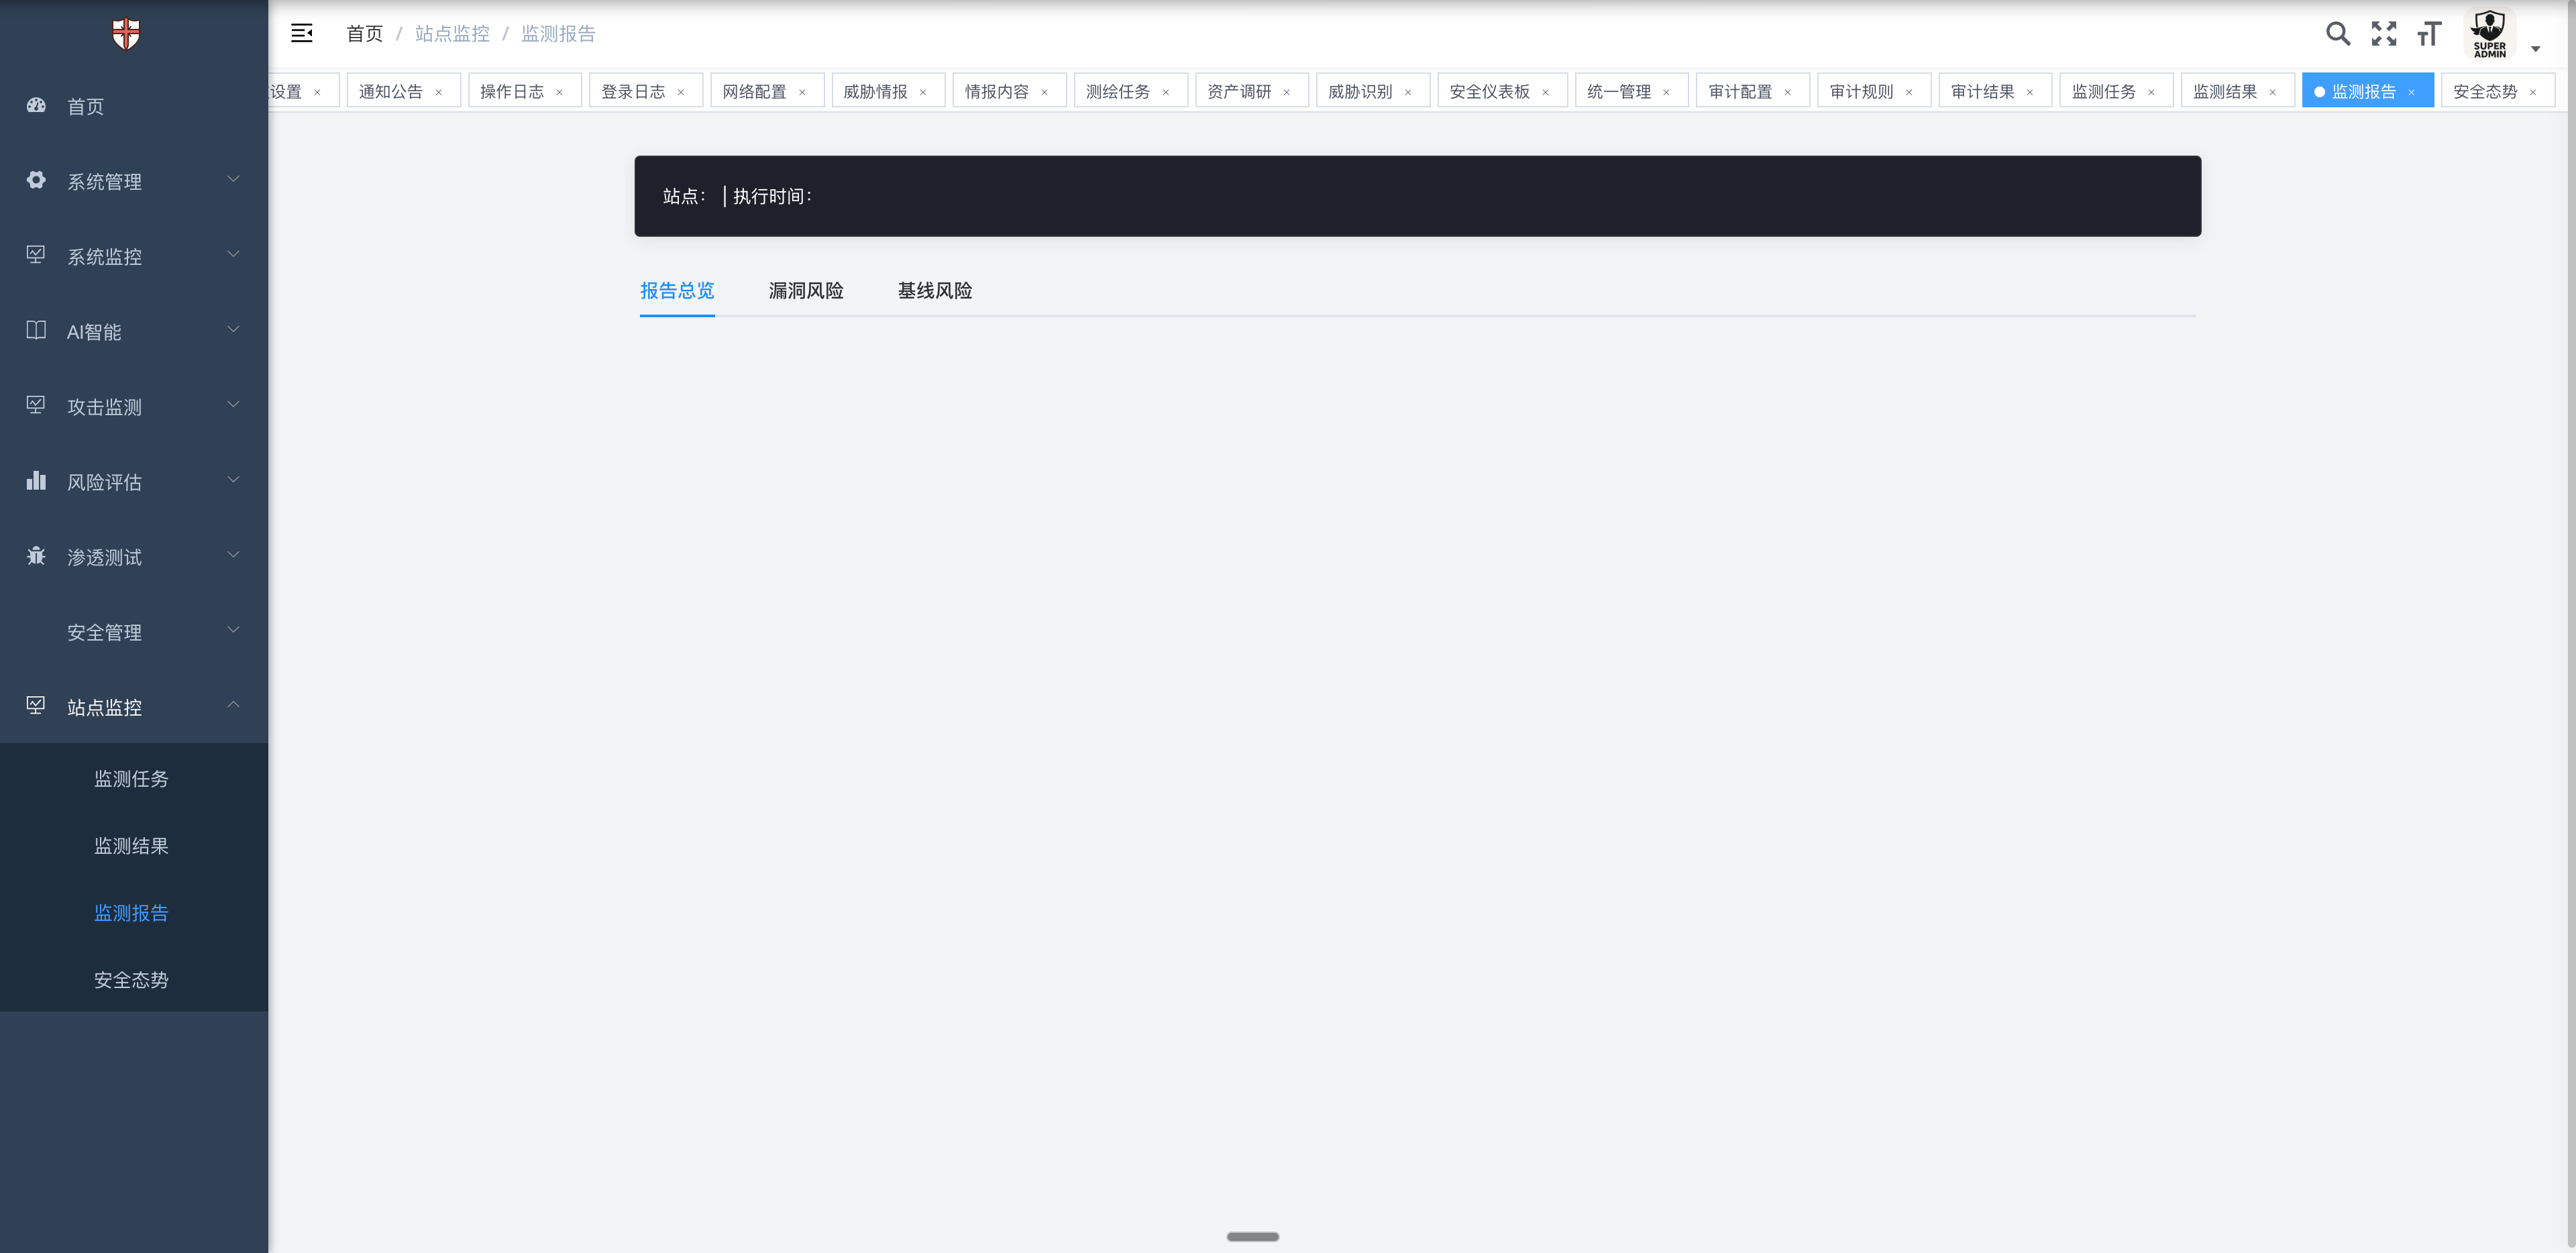 首页 / 站点监控 / 监测报告
SUPER
ADMIN
设置 × 通知公告 × 操作日志 × 登录日志 × 网络配置 × 威胁情报 × 情报内容 × 测绘任务 × 资产调研 × 威胁识别 × 安全仪表板 × 统一管理 × 审计配置 × 审计规则 × 审计结果 × 监测任务 × 监测结果 × 监测报告 × 安全态势 ×
首页
系统管理
系统监控
AI智能
攻击监测
风险评估
渗透测试
安全管理
站点监控
监测任务
监测结果
监测报告
安全态势
站点： | 执行时间：
报告总览 漏洞风险 基线风险